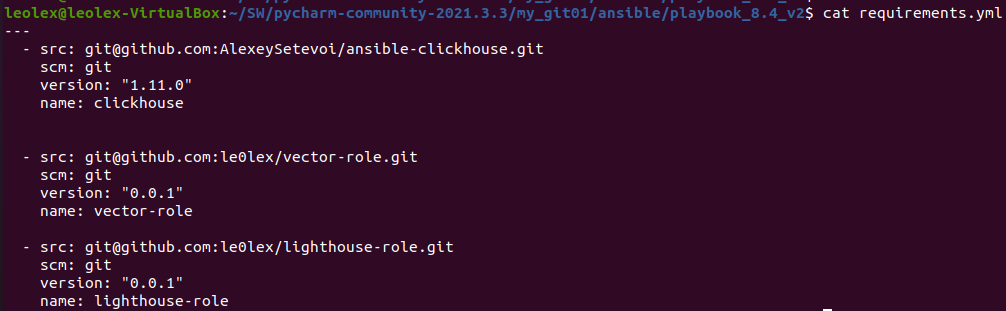 leolex@leolex-VirtualBox:~/SW/pycharm-community-2021.3.3/my_git01/ansible/playbook_8.4_v2$ cat requirements.yml
---
  - src: git@github.com:AlexeySetevoi/ansible-clickhouse.git
    scm: git
    version: "1.11.0"
    name: clickhouse


  - src: git@github.com:le0lex/vector-role.git
    scm: git
    version: "0.0.1"
    name: vector-role

  - src: git@github.com:le0lex/lighthouse-role.git
    scm: git
    version: "0.0.1"
    name: lighthouse-role